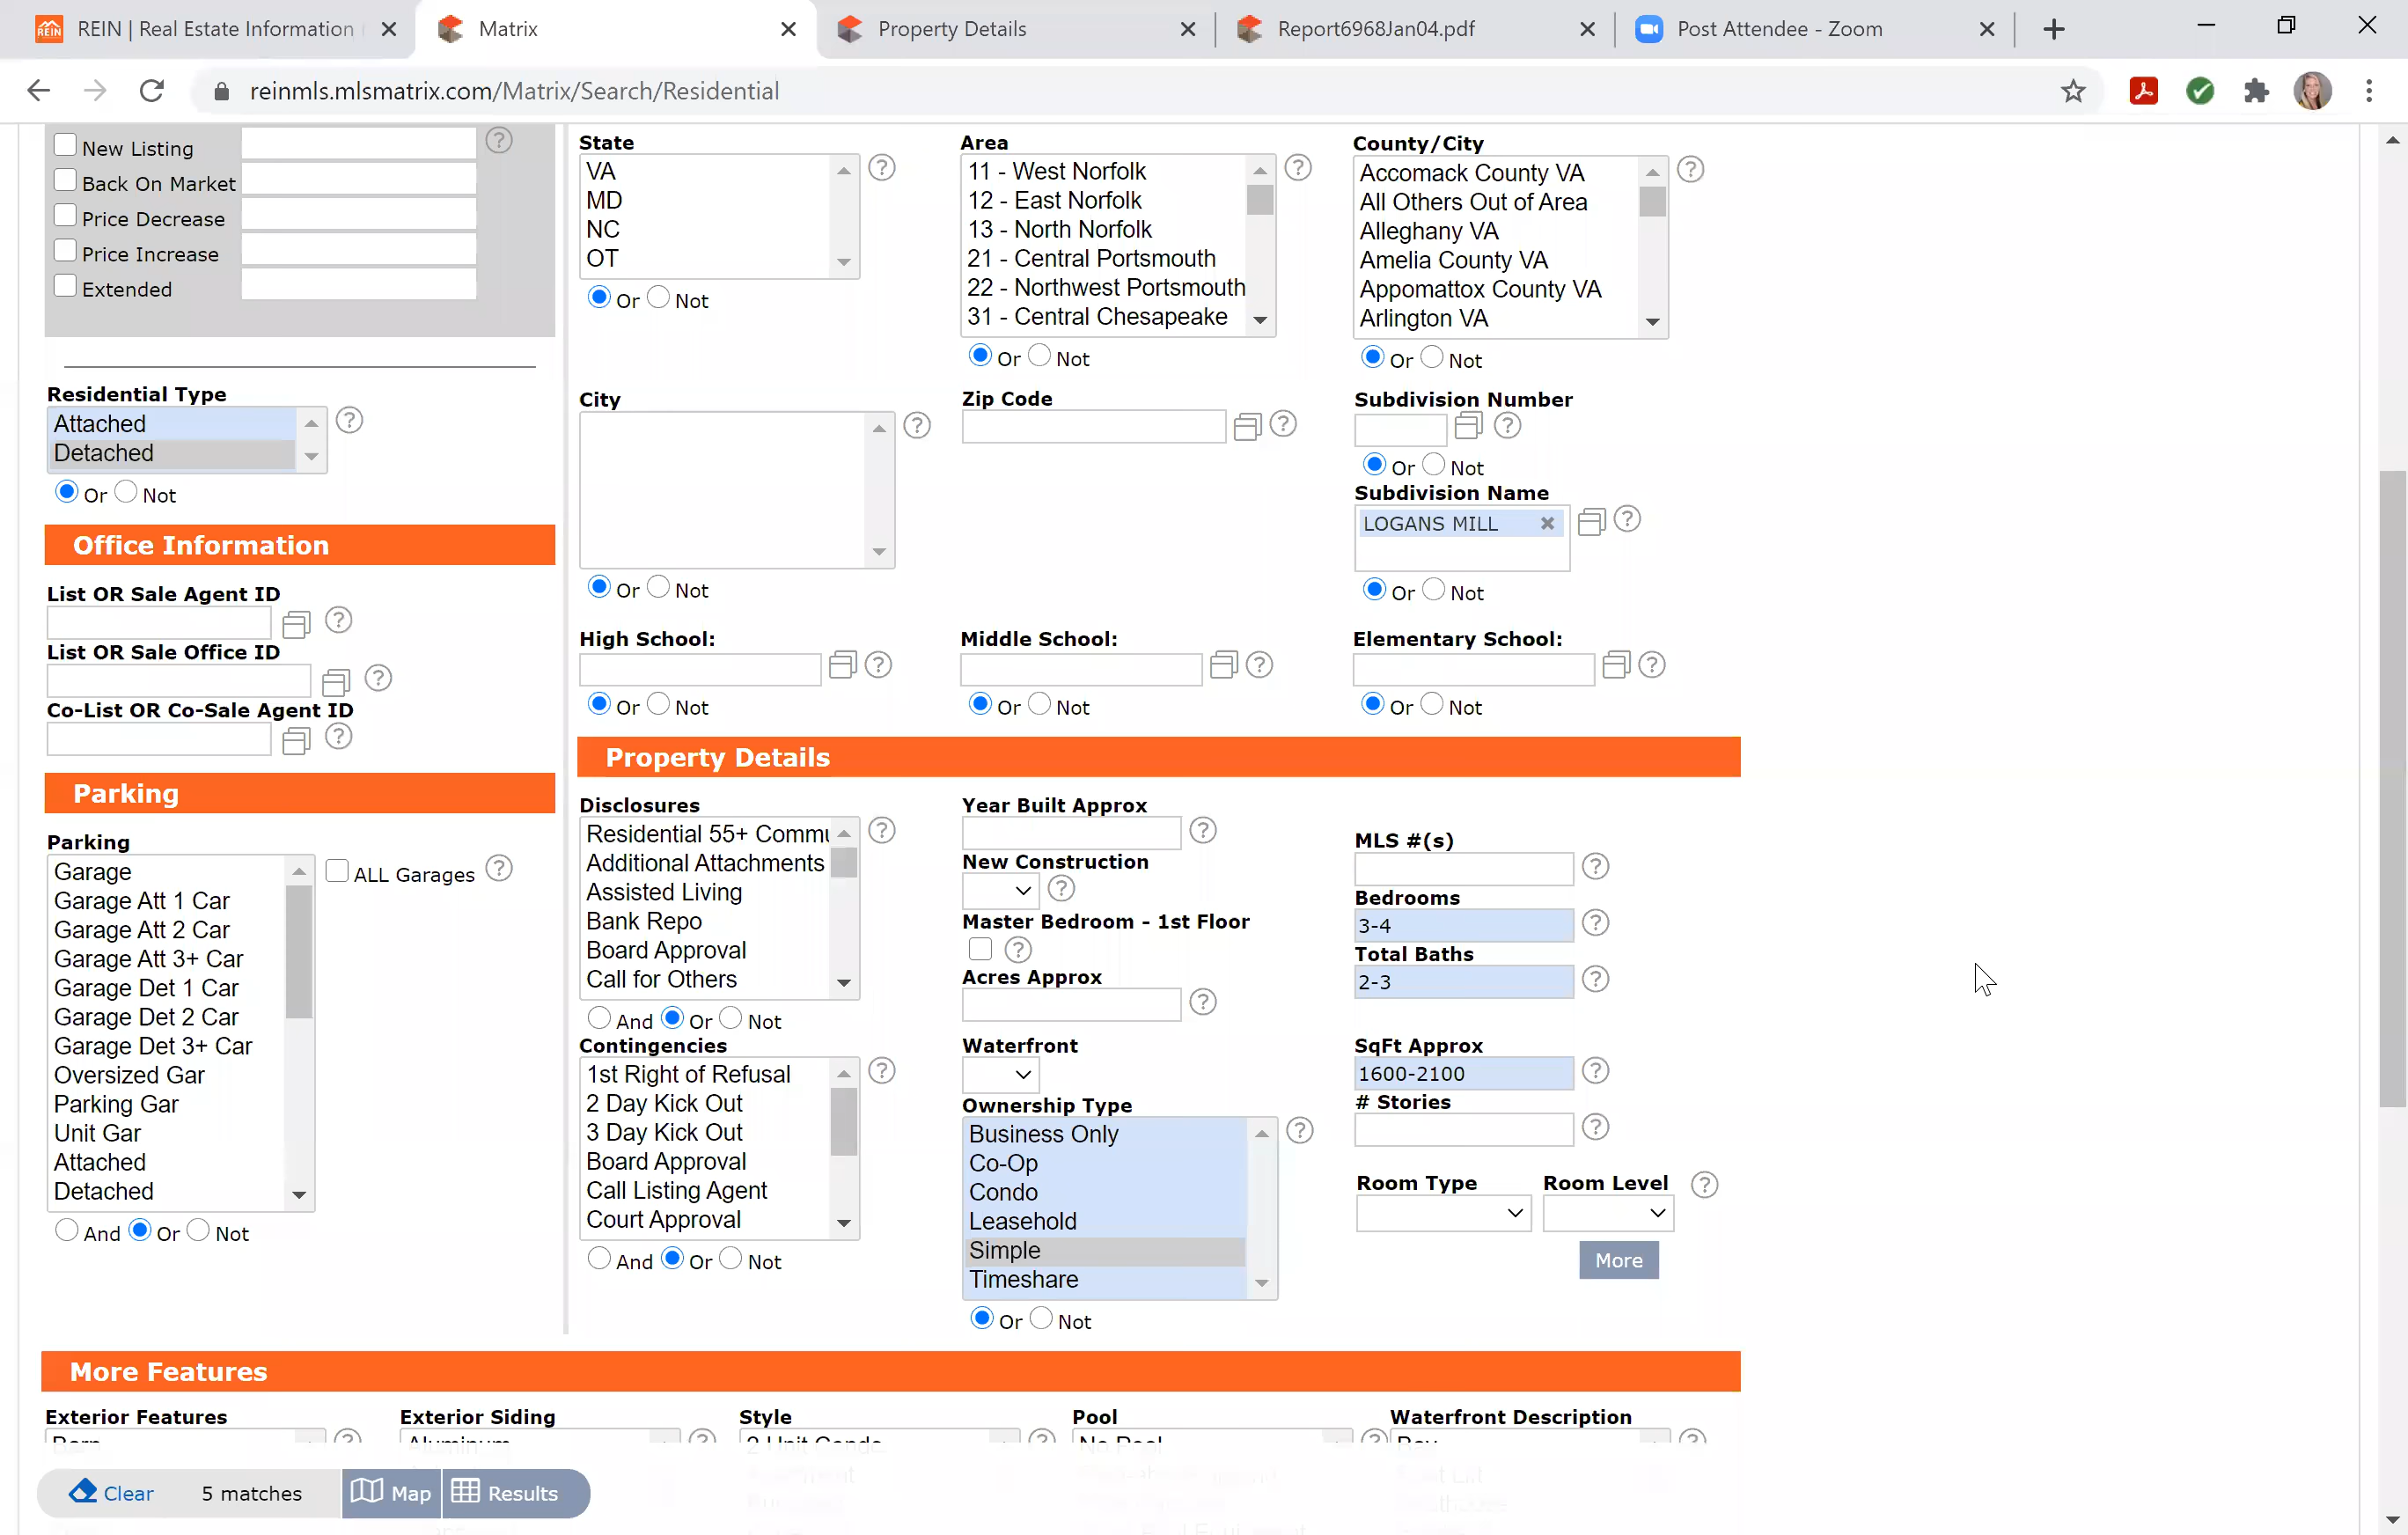 REIN | Real Estate Information
Matrix
Property Details
Report6968Jan04.pdf
Post Attendee - Zoom
reinmls.mlsmatrix.com/Matrix/Search/Residential
New Listing
Back On Market
Price Decrease
Price Increase
Extended
State
VA
MD
NC
OT
Or Not
Area
11 - West Norfolk
12 - East Norfolk
13 - North Norfolk
21 - Central Portsmouth
22 - Northwest Portsmouth
31 - Central Chesapeake
Or Not
County/City
Accomack County VA
All Others Out of Area
Alleghany VA
Amelia County VA
Appomattox County VA
Arlington VA
Or Not
Residential Type
Attached
Detached
Or Not
City
Or Not
Zip Code
Subdivision Number
Or Not
Subdivision Name
LOGANS MILL
Or Not
Office Information
List OR Sale Agent ID
List OR Sale Office ID
Co-List OR Co-Sale Agent ID
High School:
Or Not
Middle School:
Or Not
Elementary School:
Or Not
Parking
Parking
Garage
Garage Att 1 Car
Garage Att 2 Car
Garage Att 3+ Car
Garage Det 1 Car
Garage Det 2 Car
Garage Det 3+ Car
Oversized Gar
Parking Gar
Unit Gar
Attached
Detached
ALL Garages
And Or Not
Property Details
Disclosures
Residential 55+ Commu
Additional Attachments
Assisted Living
Bank Repo
Board Approval
Call for Others
And Or Not
Contingencies
1st Right of Refusal
2 Day Kick Out
3 Day Kick Out
Board Approval
Call Listing Agent
Court Approval
And Or Not
Year Built Approx
New Construction
Master Bedroom - 1st Floor
Acres Approx
Waterfront
Ownership Type
Business Only
Co-Op
Condo
Leasehold
Simple
Timeshare
Or Not
MLS #(s)
Bedrooms
3-4
Total Baths
2-3
SqFt Approx
1600-2100
# Stories
Room Type Room Level
More
More Features
Exterior Features
Barn
Exterior Siding
Aluminum
Style
2 Unit Condo
Pool
No Pool
Waterfront Description
Bay
Clear 5 matches Map Results